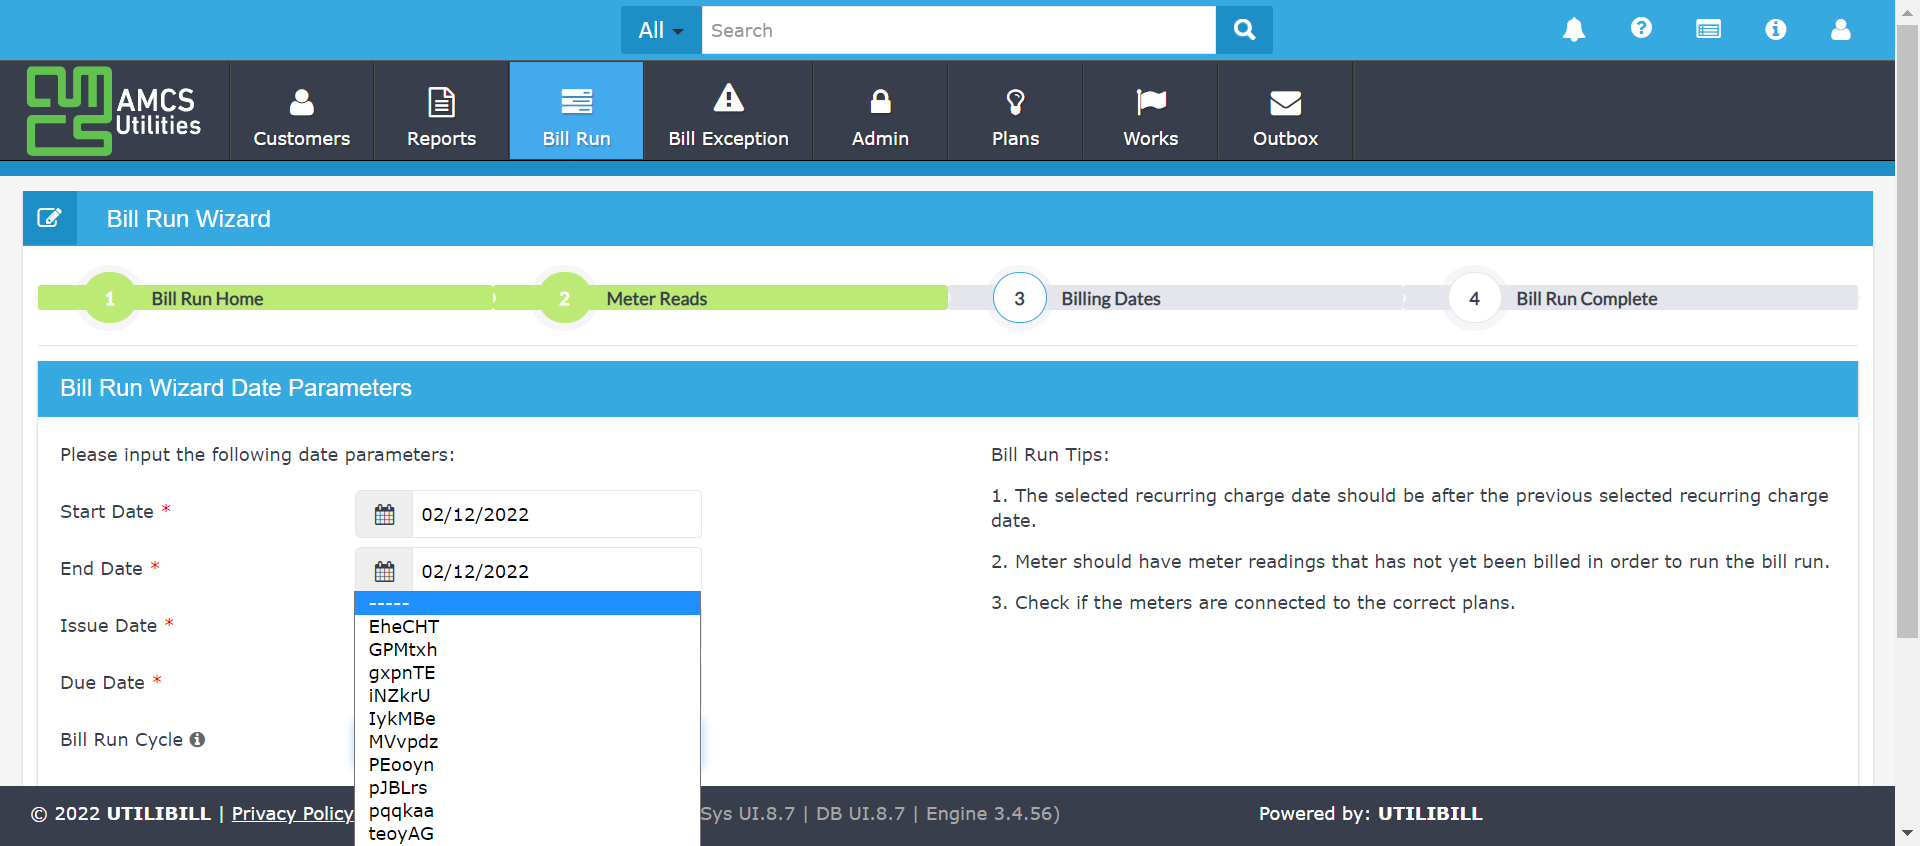 All
Search
AMCS
Utilities
Customers
Reports
Bill Run
Bill Exception
Admin
Plans
Works
Outbox
Bill Run Wizard
1 Bill Run Home
2 Meter Reads
3 Billing Dates
4 Bill Run Complete
Bill Run Wizard Date Parameters
Please input the following date parameters:
Start Date *
02/12/2022
End Date *
02/12/2022
Issue Date *
Due Date *
Bill Run Cycle
-----
EheCHT
GPMtxh
gxpnTE
iNZkrU
IykMBe
MVvpdz
PEooyn
pJBLrs
pqqkaa
teoyAG
Bill Run Tips:
1. The selected recurring charge date should be after the previous selected recurring charge
date.
2. Meter should have meter readings that has not yet been billed in order to run the bill run.
3. Check if the meters are connected to the correct plans.
© 2022 UTILIBILL | Privacy Policy
Sys UI.8.7 | DB UI.8.7 | Engine 3.4.56)
Powered by: UTILIBILL